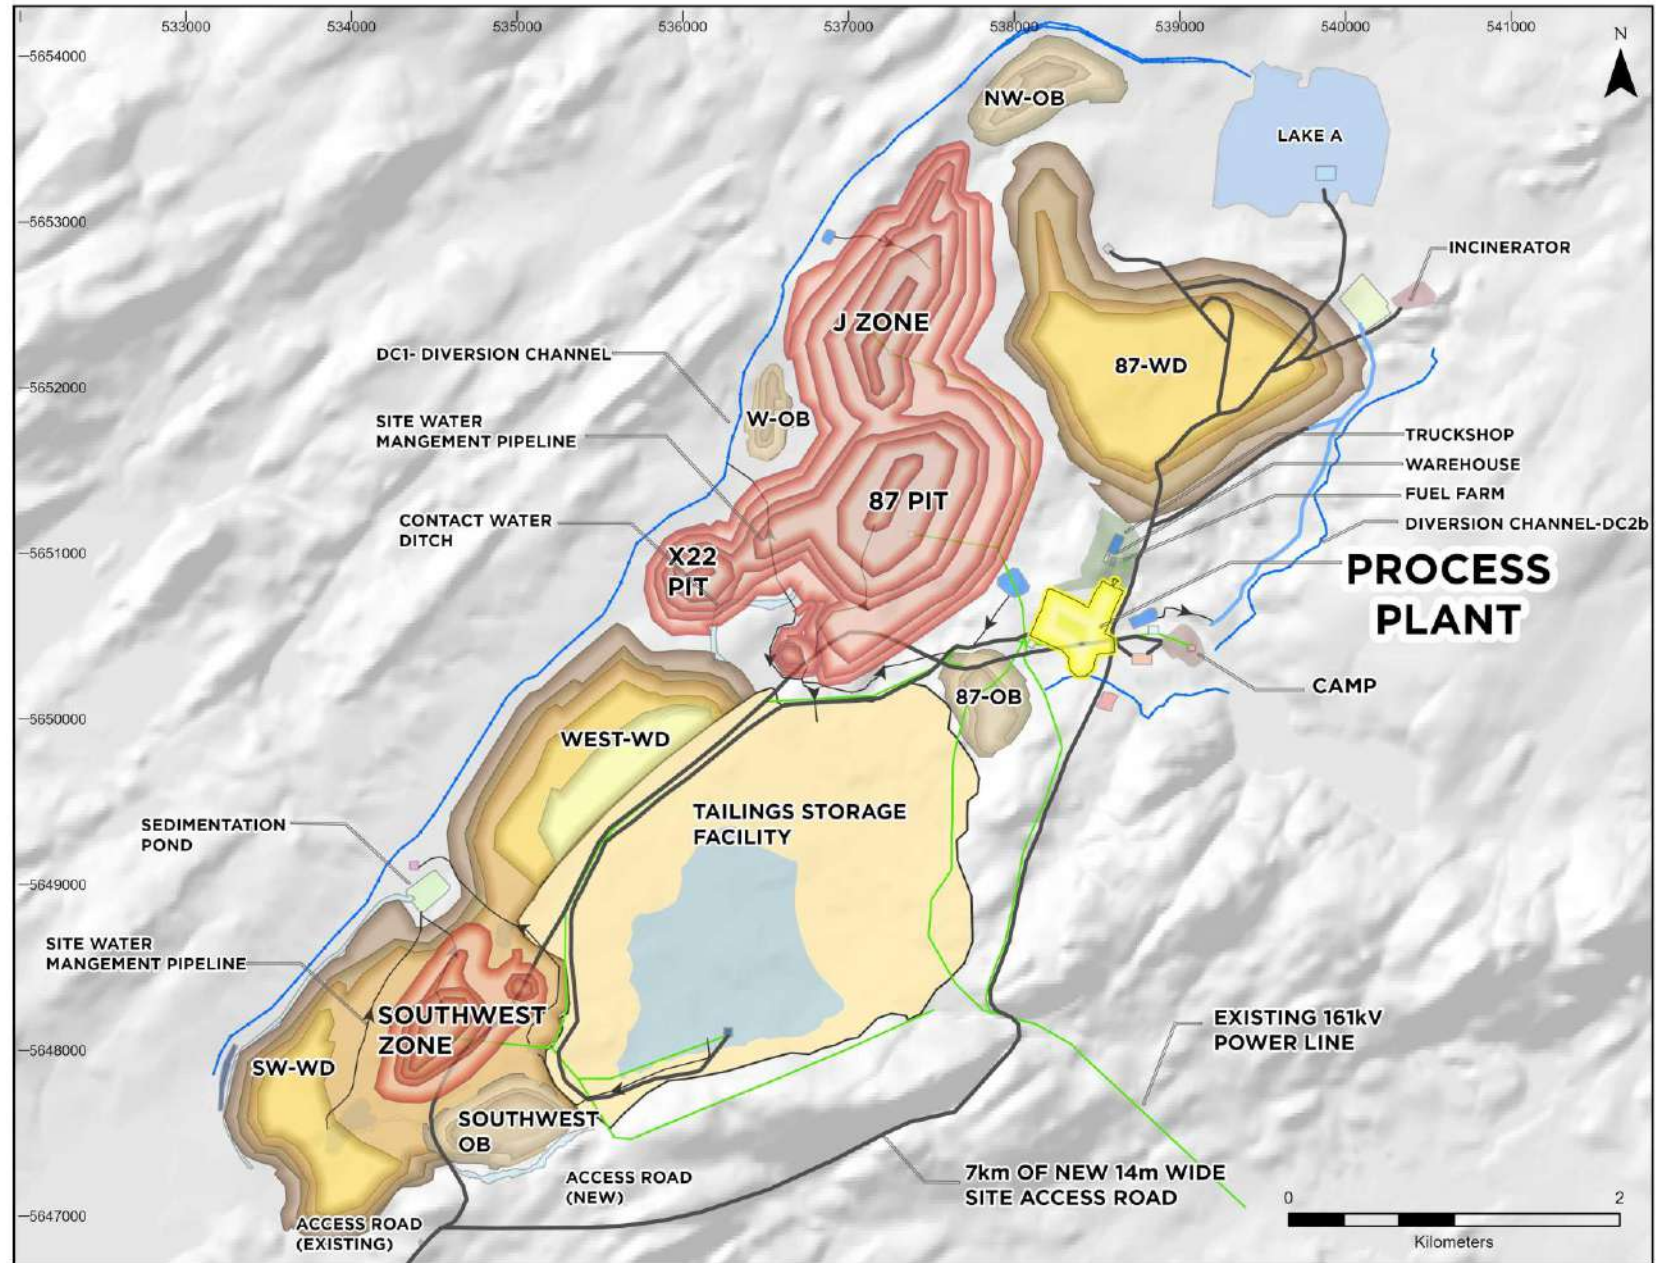 533000
534000
535000
536000
537000
538000
539000
540000
541000
N
5654000
5653000
5652000
5651000
5650000
5649000
5648000
5647000
NW-OB
LAKE A
INCINERATOR
J ZONE
DC1- DIVERSION CHANNEL
87-WD
W-OB
SITE WATER
MANGEMENT PIPELINE
TRUCKSHOP
WAREHOUSE
FUEL FARM
DIVERSION CHANNEL-DC2b
87 PIT
CONTACT WATER
DITCH
X22
PIT
PROCESS
PLANT
CAMP
87-OB
WEST-WD
TAILINGS STORAGE
FACILITY
SEDIMENTATION
POND
SITE WATER
MANGEMENT PIPELINE
SOUTHWEST
ZONE
SW-WD
EXISTING 161kV
POWER LINE
SOUTHWEST
OB
ACCESS ROAD
(NEW)
7km OF NEW 14m WIDE
SITE ACCESS ROAD
ACCESS ROAD
(EXISTING)
0
2
Kilometers